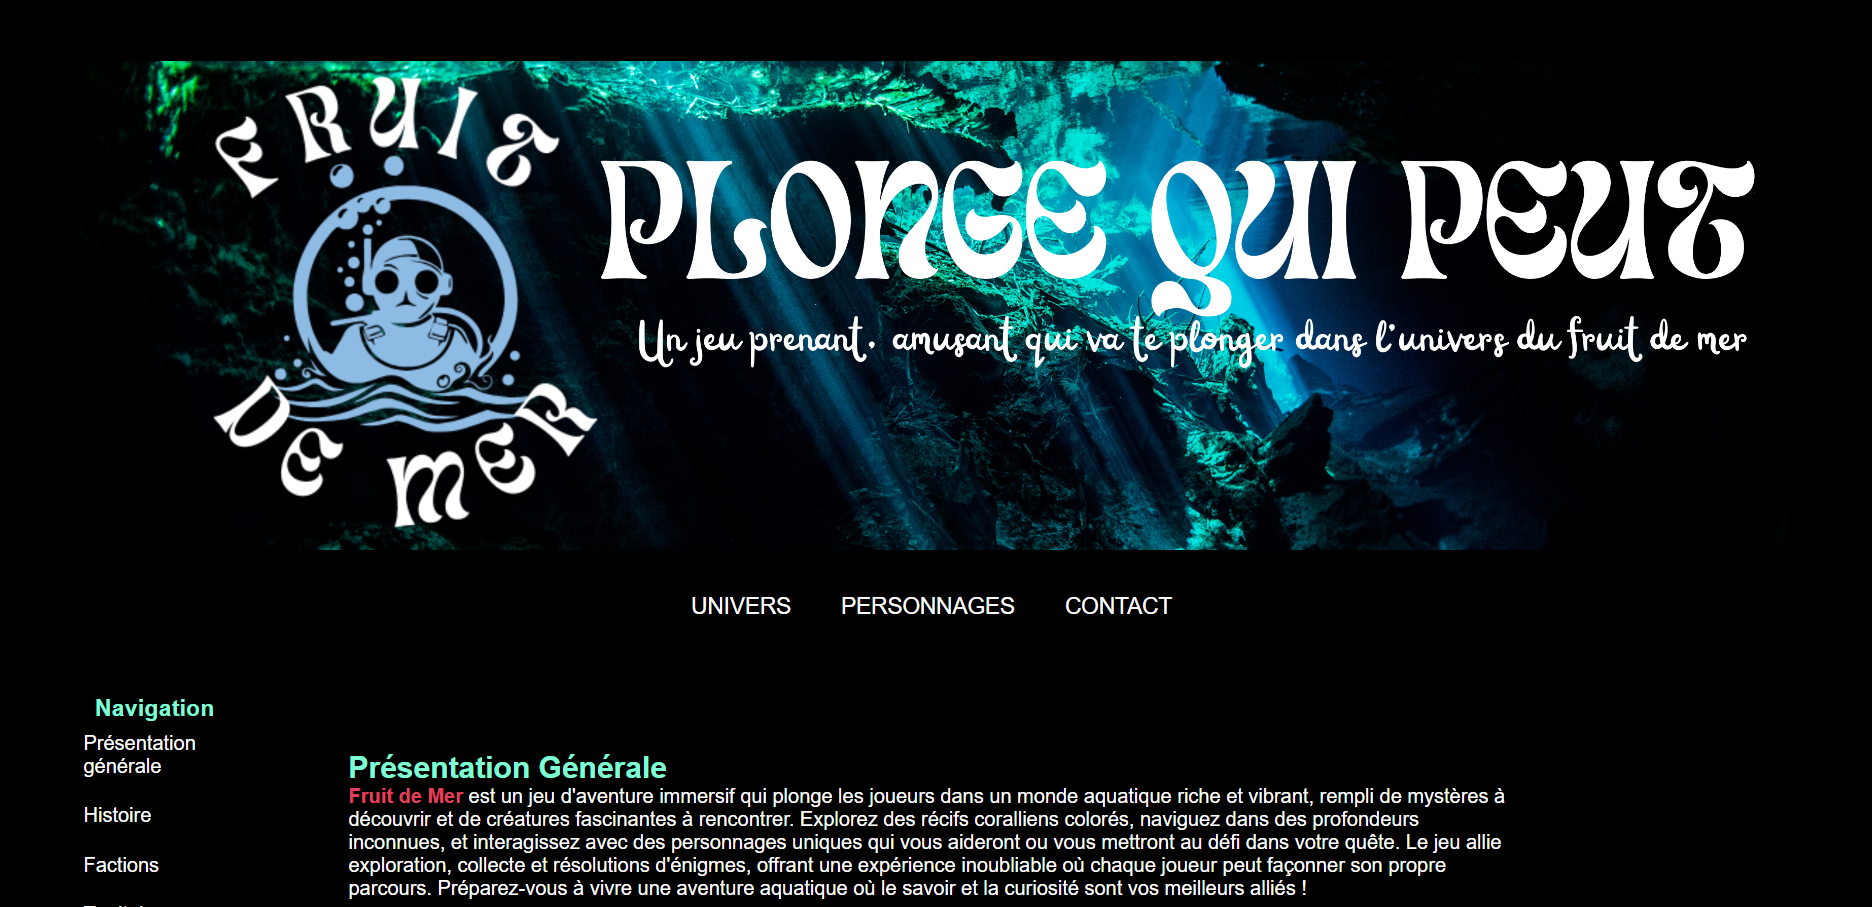 FRUIT
DE MER
PLONGE QUI PEUT
Un jeu prenant, amusant qui va te plonger dans l'univers du fruit de mer
UNIVERS PERSONNAGES CONTACT
Navigation
Présentation
générale
Histoire
Factions
Présentation Générale
Fruit de Mer est un jeu d'aventure immersif qui plonge les joueurs dans un monde aquatique riche et vibrant, rempli de mystères à
découvrir et de créatures fascinantes à rencontrer. Explorez des récifs coralliens colorés, naviguez dans des profondeurs
inconnues, et interagissez avec des personnages uniques qui vous aideront ou vous mettront au défi dans votre quête. Le jeu allie
exploration, collecte et résolutions d'énigmes, offrant une expérience inoubliable où chaque joueur peut façonner son propre
parcours. Préparez-vous à vivre une aventure aquatique où le savoir et la curiosité sont vos meilleurs alliés !